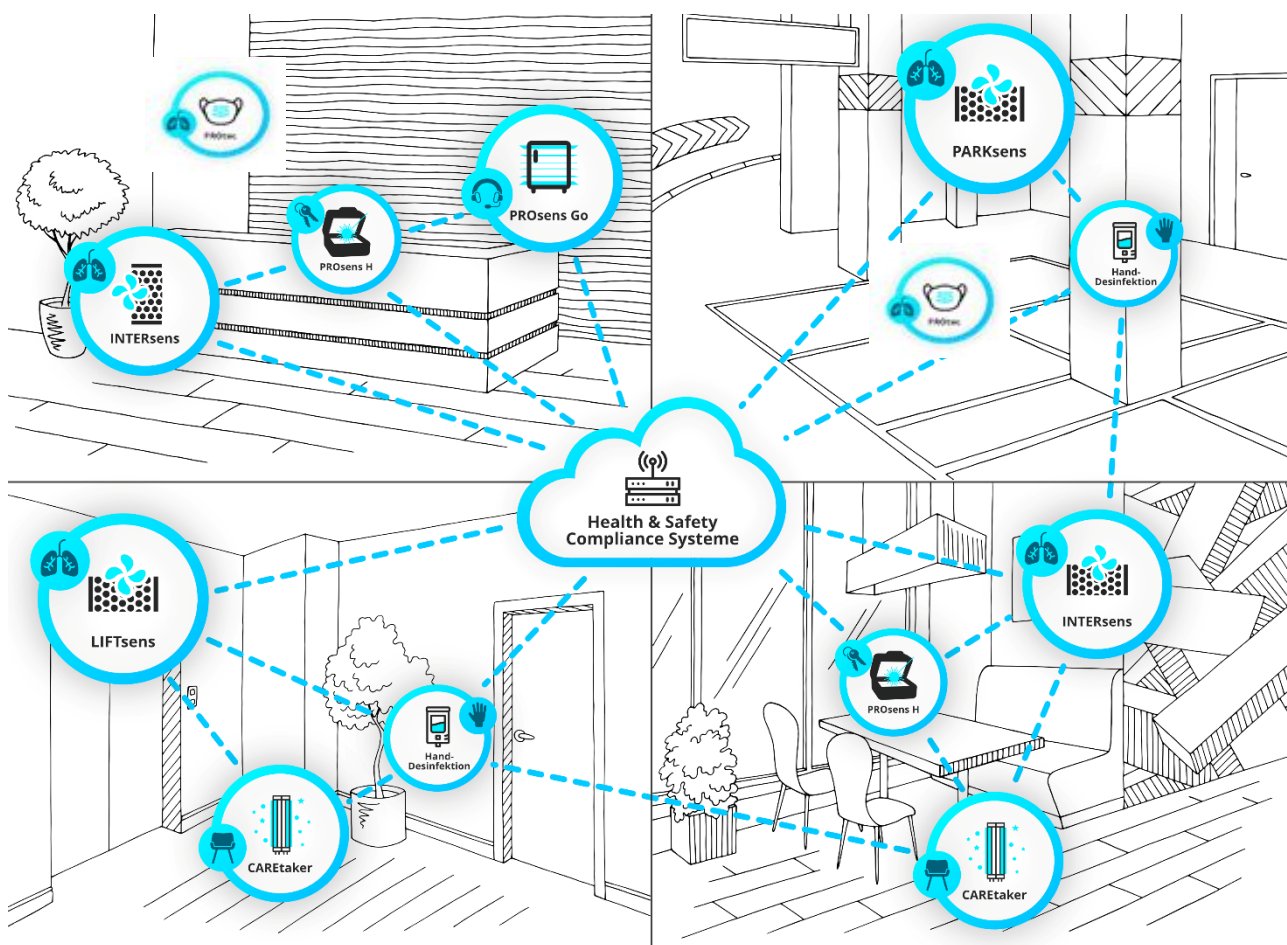 PROtec
PROsens Go
PROsens H
INTERsens
PARKsens
Hand-
Desinfektion
PROtec
Health & Safety
Compliance Systeme
LIFTsens
Hand-
Desinfektion
CAREtaker
INTERsens
PROsens H
CAREtaker